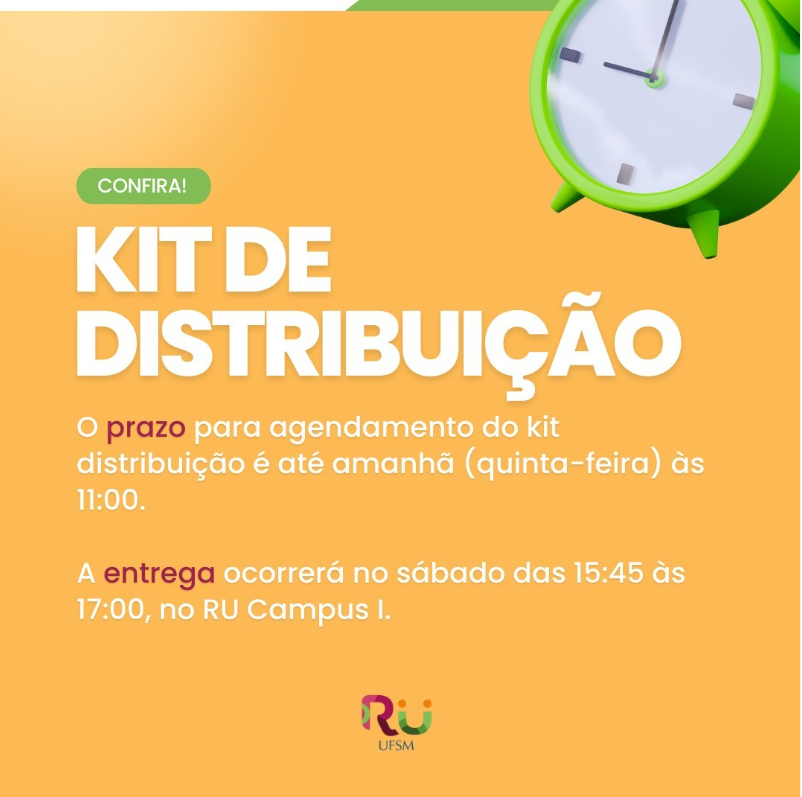 CONFIRA!
KIT DE
DISTRIBUIÇÃO
O prazo para agendamento do kit
distribuição é até amanhã (quinta-feira) às
11:00.
A entrega ocorrerá no sábado das 15:45 às
17:00, no RU Campus I.
RU
UFSM